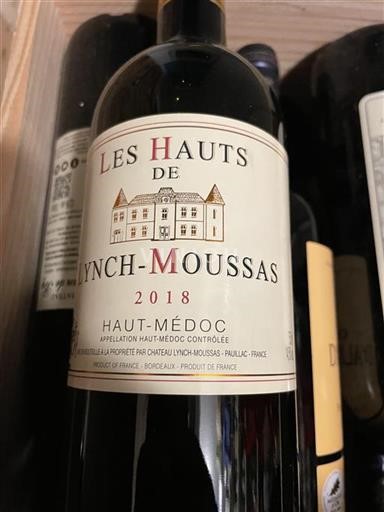 LES HAUTS
DE
LYNCH-MOUSSAS
2018
HAUT-MÉDOC
APPELLATION HAUT-MÉDOC CONTRÔLÉE
MIS EN BOUTEILLE A LA PROPRIÉTÉ PAR CHATEAU LYNCH-MOUSSAS - PAUILLAC - FRANCE
PRODUCT OF FRANCE - BORDEAUX - PRODUIT DE FRANCE